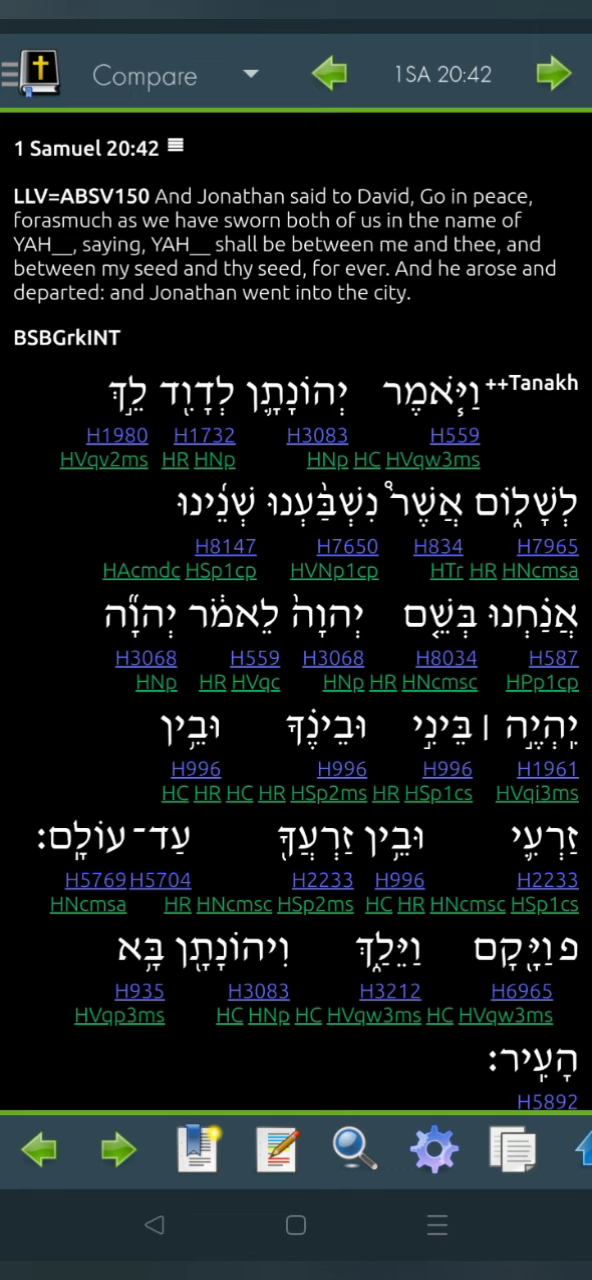 Compare
1SA 20:42
1 Samuel 20:42
LLV=ABSV150 And Jonathan said to David, Go in peace,
forasmuch as we have sworn both of us in the name of
YAH__, saying, YAH__ shall be between me and thee, and
between my seed and thy seed, for ever. And he arose and
departed: and Jonathan went into the city.
BSBGrkINT
++Tanakh וַיֹּ֧אמֶר יְהוֹנָתָ֛ן לְדָוִ֖ד לֵ֣ךְ
H1980 H1732 H3083 H559
HVqv2ms HR HNp HNp HC HVqw3ms
לְשָׁל֑וֹם אֲשֶׁר֩ נִשְׁבַּ֨עְנוּ שְׁנֵ֜ינוּ
H8147 H7650 H834 H7965
HAcmdc HSp1cp HVNp1cp HTr HR HNcmsa
אֲנַ֗חְנוּ בְּשֵׁ֤ם יְהוָה֙ לֵאמֹ֔ר יְהוָ֞ה
H3068 H559 H3068 H8034 H587
HNp HR HVqc HNp HR HNcmsc HPp1cp
יִֽהְיֶ֣ה ׀ בֵּינִ֣י וּבֵינֶ֗ךָ וּבֵ֥ין
H996 H996 H996 H1961
HC HR HC HR HSp2ms HR HSp1cs HVqi3ms
זַרְעִ֛י וּבֵ֥ין זַרְעֲךָ֖ עַד־ עוֹלָֽם׃
H5769 H5704 H2233 H996 H2233
HNcmsa HR HNcmsc HSp2ms HC HR HNcmsc HSp1cs
פ וַיָּ֖קָם וַיֵּלַ֑ךְ וִיהוֹנָתָ֖ן בָּ֥א
H935 H3083 H3212 H6965
HVqp3ms HC HNp HC HVqw3ms HC HVqw3ms
הָעִֽיר׃
H5892